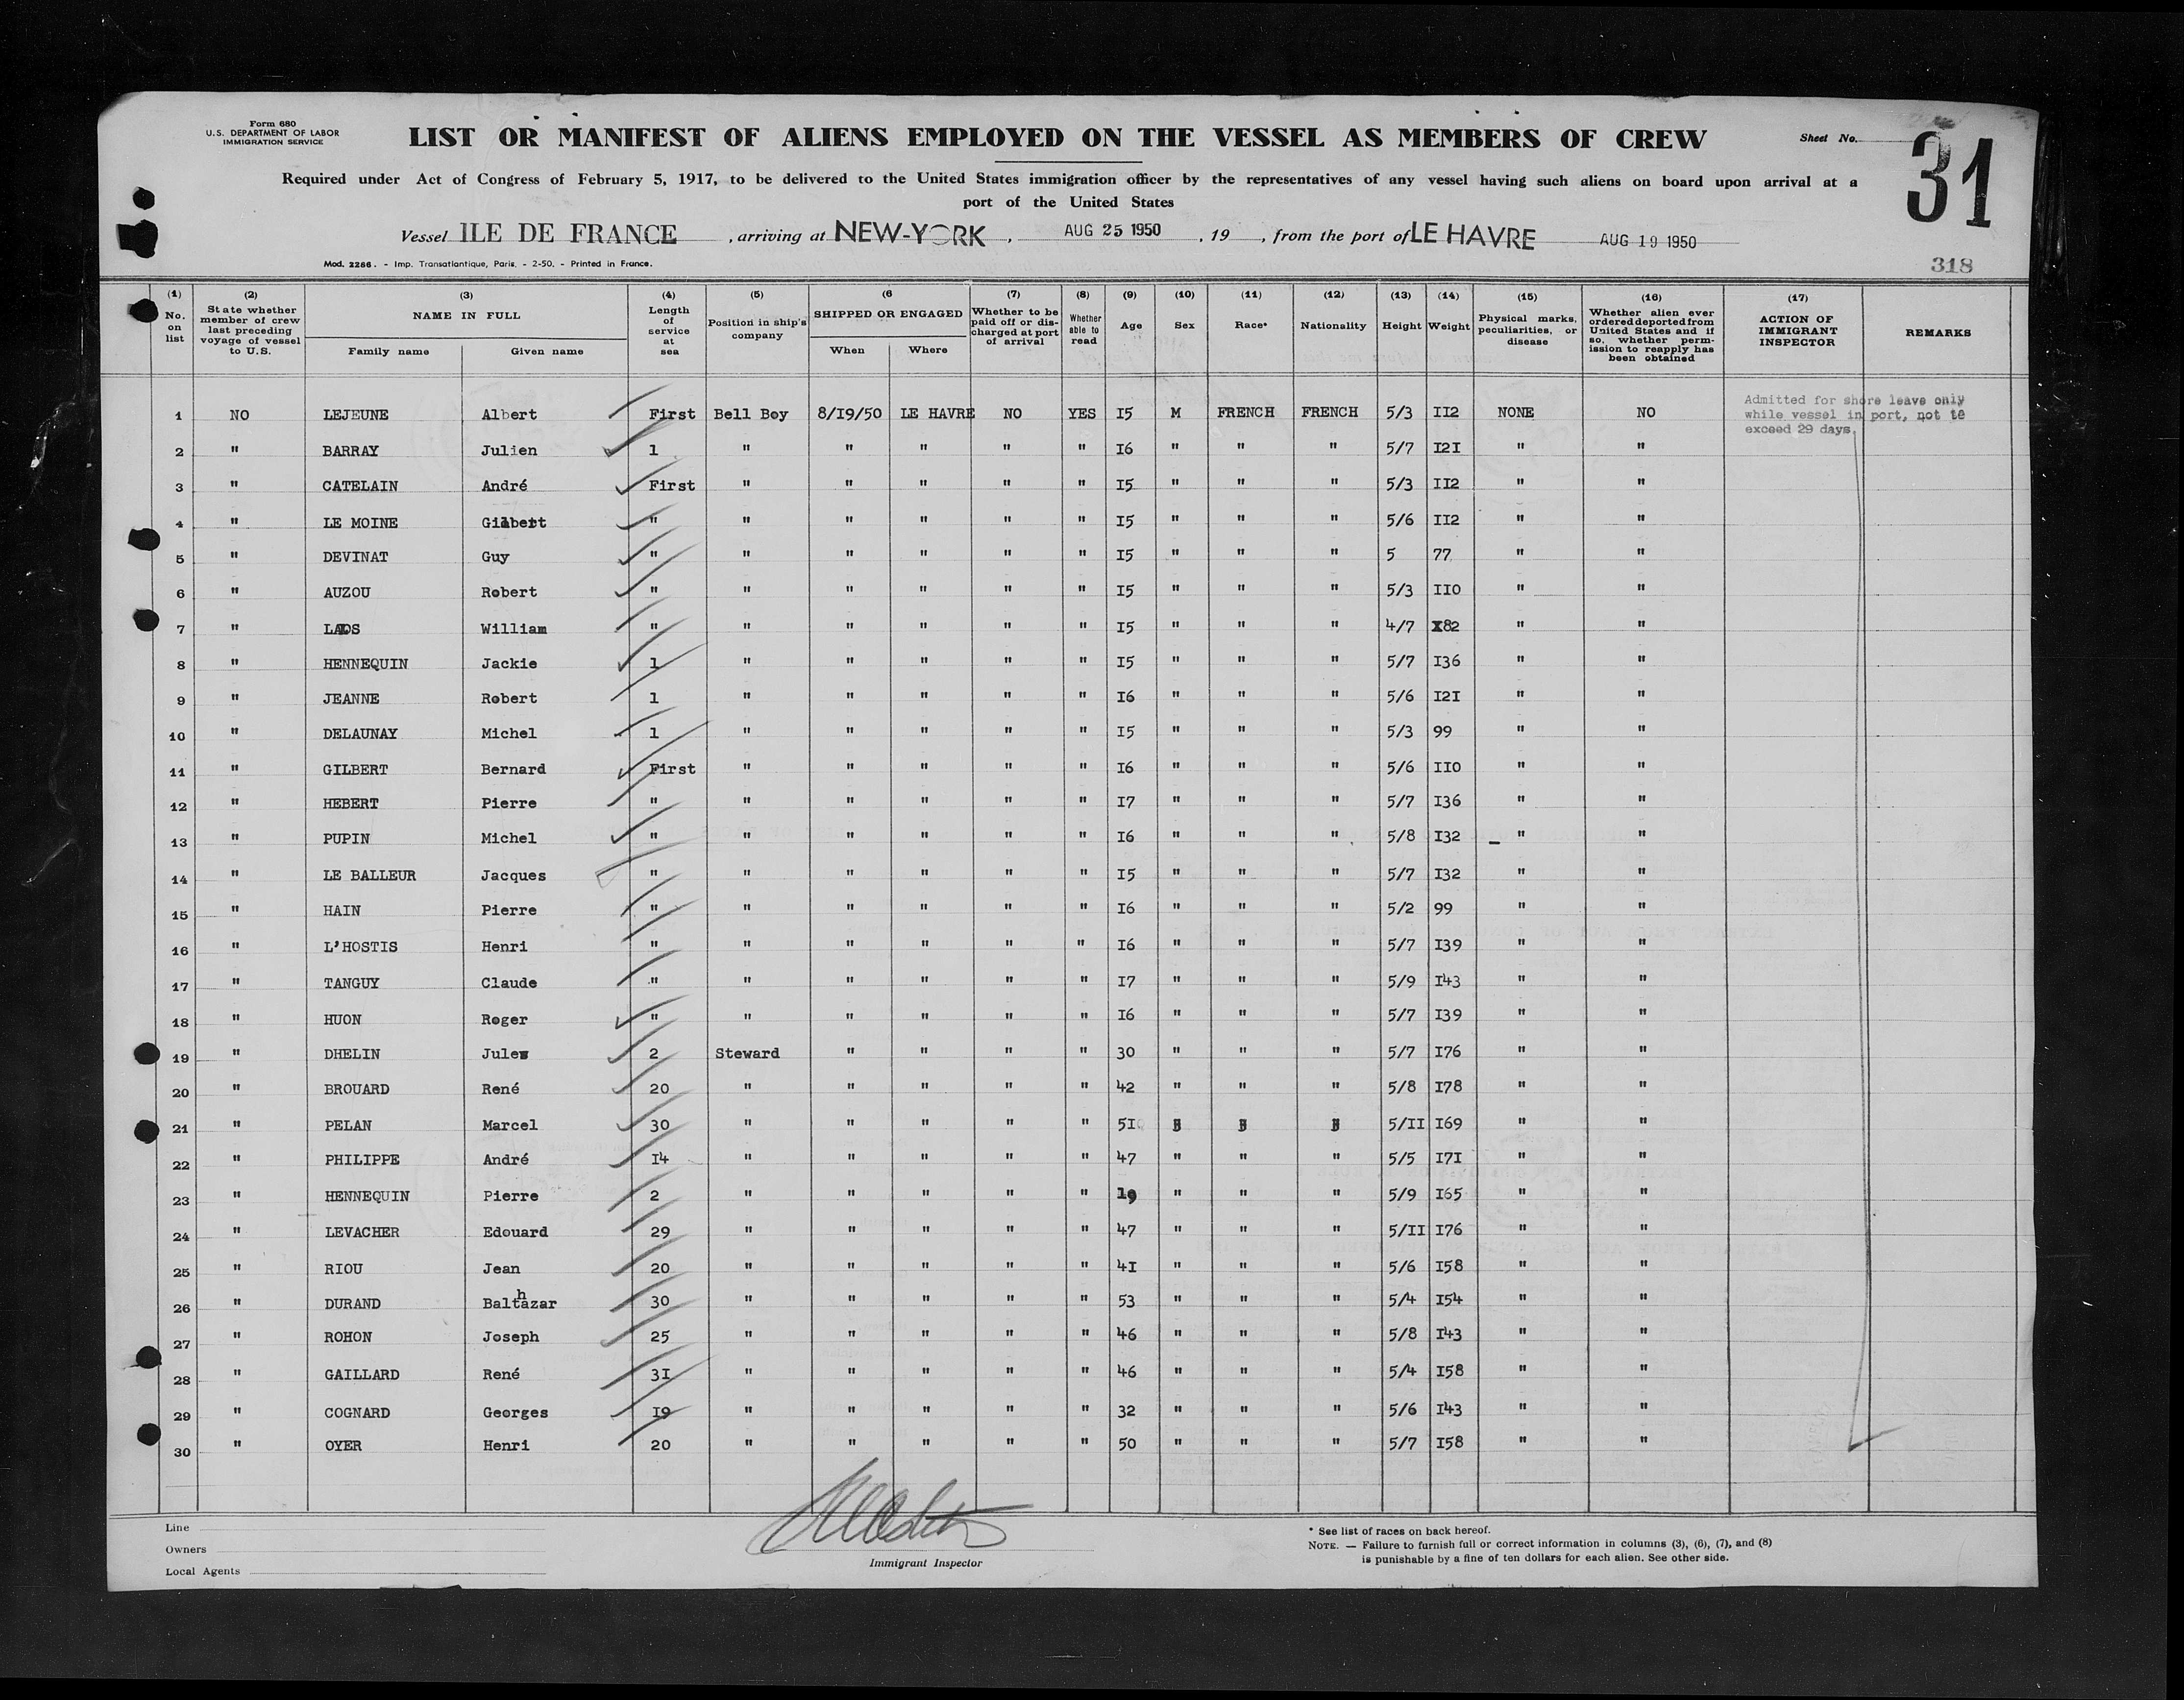 Form 680
U.S. DEPARTMENT OF LABOR
IMMIGRATION SERVICE
LIST OR MANIFEST OF ALIENS EMPLOYED ON THE VESSEL AS MEMBERS OF CREW
Sheet No. 31
Required under Act of Congress of February 5, 1917, to be delivered to the United States immigration officer by the representatives of any vessel having such aliens on board upon arrival at a
port of the United States
Vessel ILE DE FRANCE , arriving at NEW-YORK , AUG 25 1950 , 19 , from the port of LE HAVRE AUG 19 1950
Mod. 2266. - Imp. Transatlantique, Paris. - 2-50. - Printed in France.
318
(1) No. on list (2) State whether member of crew last preceding voyage of vessel to U.S. (3) NAME IN FULL Family name Given name (4) Length of service at sea (5) Position in ship's company (6 SHIPPED OR ENGAGED When Where (7) Whether to be paid off or discharged at port of arrival (8) Whether able to read (9) Age (10) Sex (11) Race* (12) Nationality (13) Height (14) Weight (15) Physical marks, peculiarities, or disease (16) Whether alien ever ordered deported from United States and if so, whether permission to reapply has been obtained (17) ACTION OF IMMIGRANT INSPECTOR REMARKS
1 NO LEJEUNE Albert First Bell Boy 8/19/50 LE HAVRE NO YES 15 M FRENCH FRENCH 5/3 112 NONE NO Admitted for shore leave only
while vessel in port, not to
exceed 29 days.
2 " BARRAY Julien 1 " " " " " 16 " " " 5/7 121 " "
3 " CATELAIN André First " " " " " 15 " " " 5/3 112 " "
4 " LE MOINE Gilbert " " " " " " 15 " " " 5/6 112 " "
5 " DEVINAT Guy " " " " " " 15 " " " 5 77 " "
6 " AUZOU Robert " " " " " " 15 " " " 5/3 110 " "
7 " William " " " " " " 15 " " " 4/7 82 " "
8 " HENNEQUIN Jackie 1 " " " " " 15 " " " 5/7 136 " "
9 " JEANNE Robert 1 " " " " " 16 " " " 5/6 121 " "
10 " DELAUNAY Michel 1 " " " " " 15 " " " 5/3 99 " "
11 " GILBERT Bernard First " " " " " 16 " " " 5/6 110 " "
12 " HEBERT Pierre " " " " " " 17 " " " 5/7 136 " "
13 " PUPIN Michel " " " " " " 16 " " " 5/8 132 " "
14 " LE BALLEUR Jacques " " " " " " 15 " " " 5/7 132 " "
15 " HAIN Pierre " " " " " " 16 " " " 5/2 99 " "
16 " L'HOSTIS Henri " " " " " " 16 " " " 5/7 139 " "
17 " TANGUY Claude " " " " " " 17 " " " 5/9 143 " "
18 " HUON Roger " " " " " " 16 " " " 5/7 139 " "
19 " DHELIN Jules 2 Steward " " " " 30 " " " 5/7 176 " "
20 " BROUARD René 20 " " " " " 42 " " " 5/8 178 " "
21 " PELAN Marcel 30 " " " " " 51 " " " 5/11 169 " "
22 " PHILIPPE André 14 " " " " " 47 " " " 5/5 171 " "
23 " HENNEQUIN Pierre 2 " " " " " 19 " " " 5/9 165 " "
24 " LEVACHER Edouard 29 " " " " " 47 " " " 5/11 176 " "
25 " RIOU Jean 20 " " " " " 41 " " " 5/6 158 " "
26 " DURAND Balthazar 30 " " " " " 53 " " " 5/4 154 " "
27 " ROHON Joseph 25 " " " " " 46 " " " 5/8 143 " "
28 " GAILLARD René 31 " " " " " 46 " " " 5/4 158 " "
29 " COGNARD Georges 19 " " " " " 32 " " " 5/6 143 " "
30 " OYER Henri 20 " " " " " 50 " " " 5/7 158 " "
Line
Owners
Local Agents
Immigrant Inspector
* See list of races on back hereof.
NOTE. — Failure to furnish full or correct information in columns (3), (6), (7), and (8)
is punishable by a fine of ten dollars for each alien. See other side.